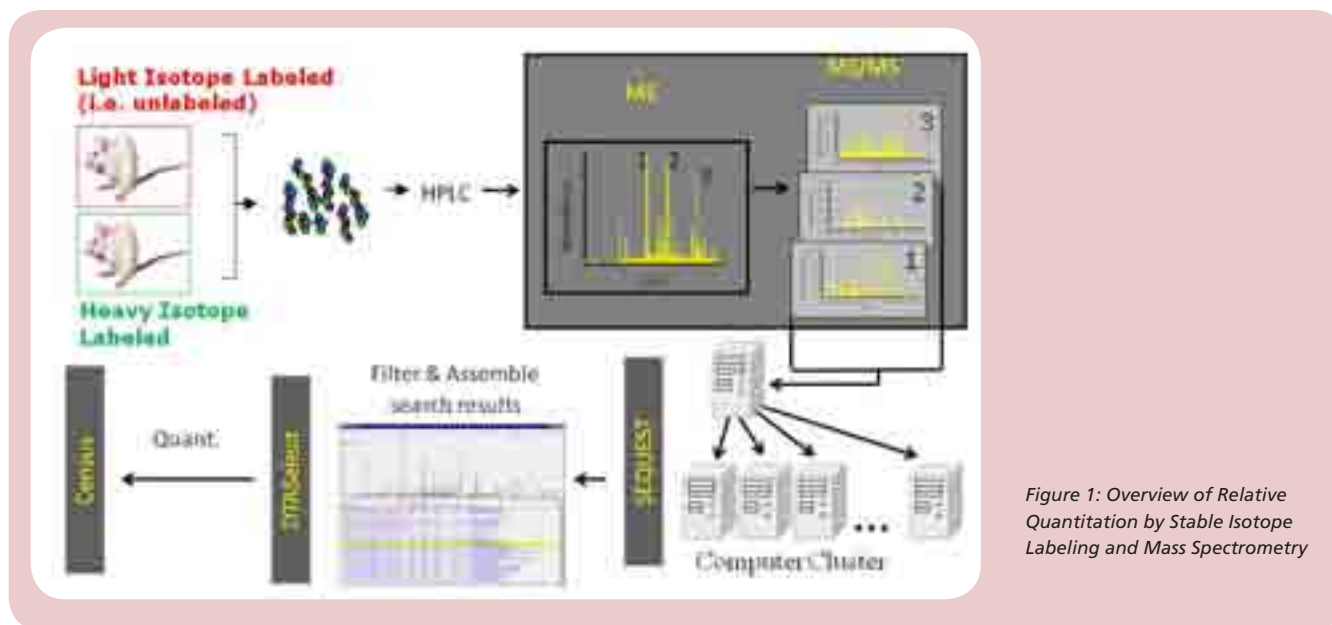 Light Isotope Labeled
(i.e. unlabeled)
Heavy Isotope
Labeled
HPLC
MS
MS/MS
1
2
3
3
2
1
Computer Cluster
SEQUEST
Filter & Assemble
search results
DTASelect
Quant.
Census
Figure 1: Overview of Relative
Quantitation by Stable Isotope
Labeling and Mass Spectrometry